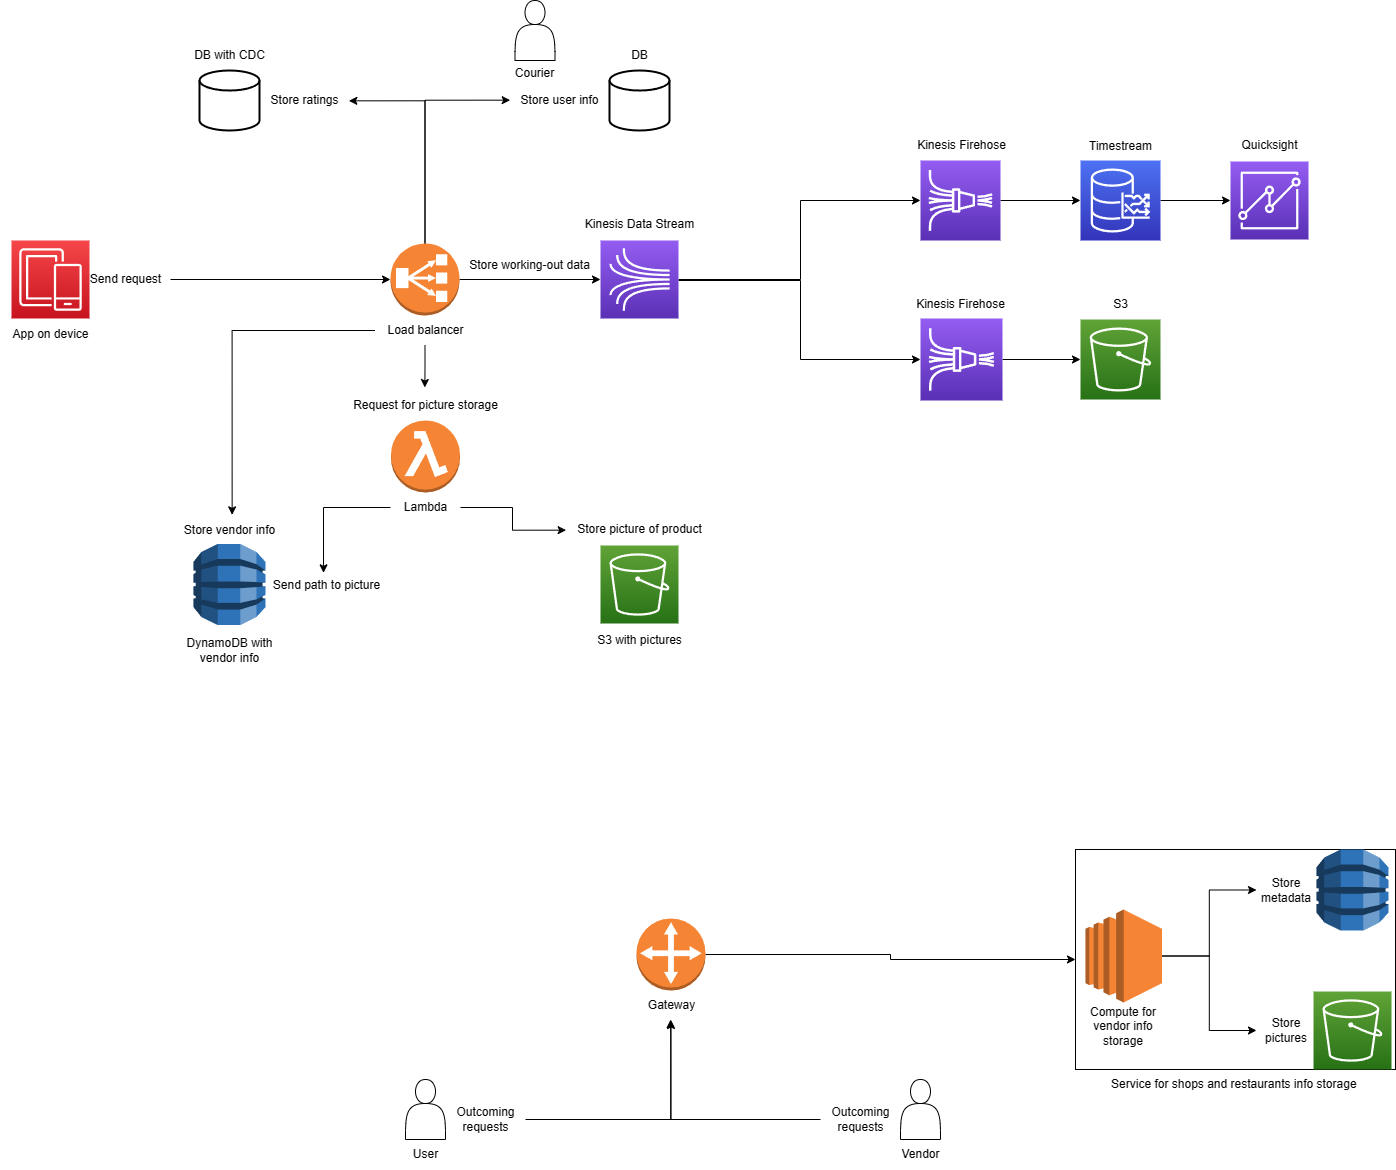 Courier
DB with CDC
DB
Store ratings
Store user info
Kinesis Firehose
Timestream
Quicksight
Kinesis Data Stream
Send request
Store working-out data
App on device
Load balancer
Kinesis Firehose
S3
Request for picture storage
Lambda
Store vendor info
Store picture of product
Send path to picture
DynamoDB with
vendor info
S3 with pictures
Store
metadata
Gateway
Compute for
vendor info
storage
Store
pictures
Service for shops and restaurants info storage
Outcoming
requests
Outcoming
requests
User
Vendor